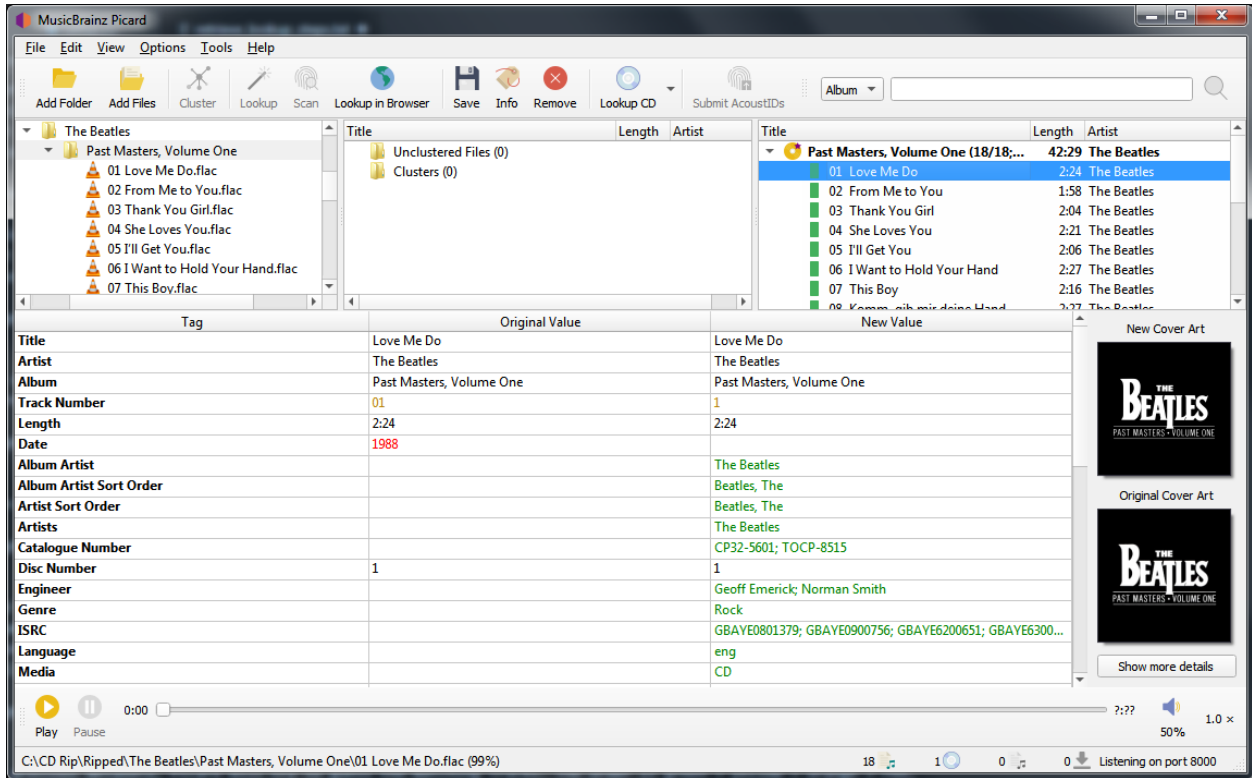 MusicBrainz Picard
File Edit View Options Tools Help
Add Folder Add Files Cluster Lookup Scan Lookup in Browser Save Info Remove Lookup CD Submit AcoustIDs Album
The Beatles
Past Masters, Volume One
01 Love Me Do.flac
02 From Me to You.flac
03 Thank You Girl.flac
04 She Loves You.flac
05 I'll Get You.flac
06 I Want to Hold Your Hand.flac
07 This Boy.flac
Title Length Artist
Unclustered Files (0)
Clusters (0)
Title Length Artist
Past Masters, Volume One (18/18;... 42:29 The Beatles
01 Love Me Do 2:24 The Beatles
02 From Me to You 1:58 The Beatles
03 Thank You Girl 2:04 The Beatles
04 She Loves You 2:21 The Beatles
05 I'll Get You 2:06 The Beatles
06 I Want to Hold Your Hand 2:27 The Beatles
07 This Boy 2:16 The Beatles
08 Komm, gib mir deine Hand 2:27 The Beatles
Tag Original Value New Value
Title Love Me Do Love Me Do
Artist The Beatles The Beatles
Album Past Masters, Volume One Past Masters, Volume One
Track Number 01 1
Length 2:24 2:24
Date 1988
Album Artist The Beatles
Album Artist Sort Order Beatles, The
Artist Sort Order Beatles, The
Artists The Beatles
Catalogue Number CP32-5601; TOCP-8515
Disc Number 1 1
Engineer Geoff Emerick; Norman Smith
Genre Rock
ISRC GBAYE0801379; GBAYE0900756; GBAYE6200651; GBAYE6300...
Language eng
Media CD
New Cover Art
THE
BEATLES
PAST MASTERS • VOLUME ONE
Original Cover Art
THE
BEATLES
PAST MASTERS • VOLUME ONE
Show more details
Play Pause 0:00 ?:?? 50% 1.0 ×
C:\CD Rip\Ripped\The Beatles\Past Masters, Volume One\01 Love Me Do.flac (99%) 18 1 0 0 Listening on port 8000